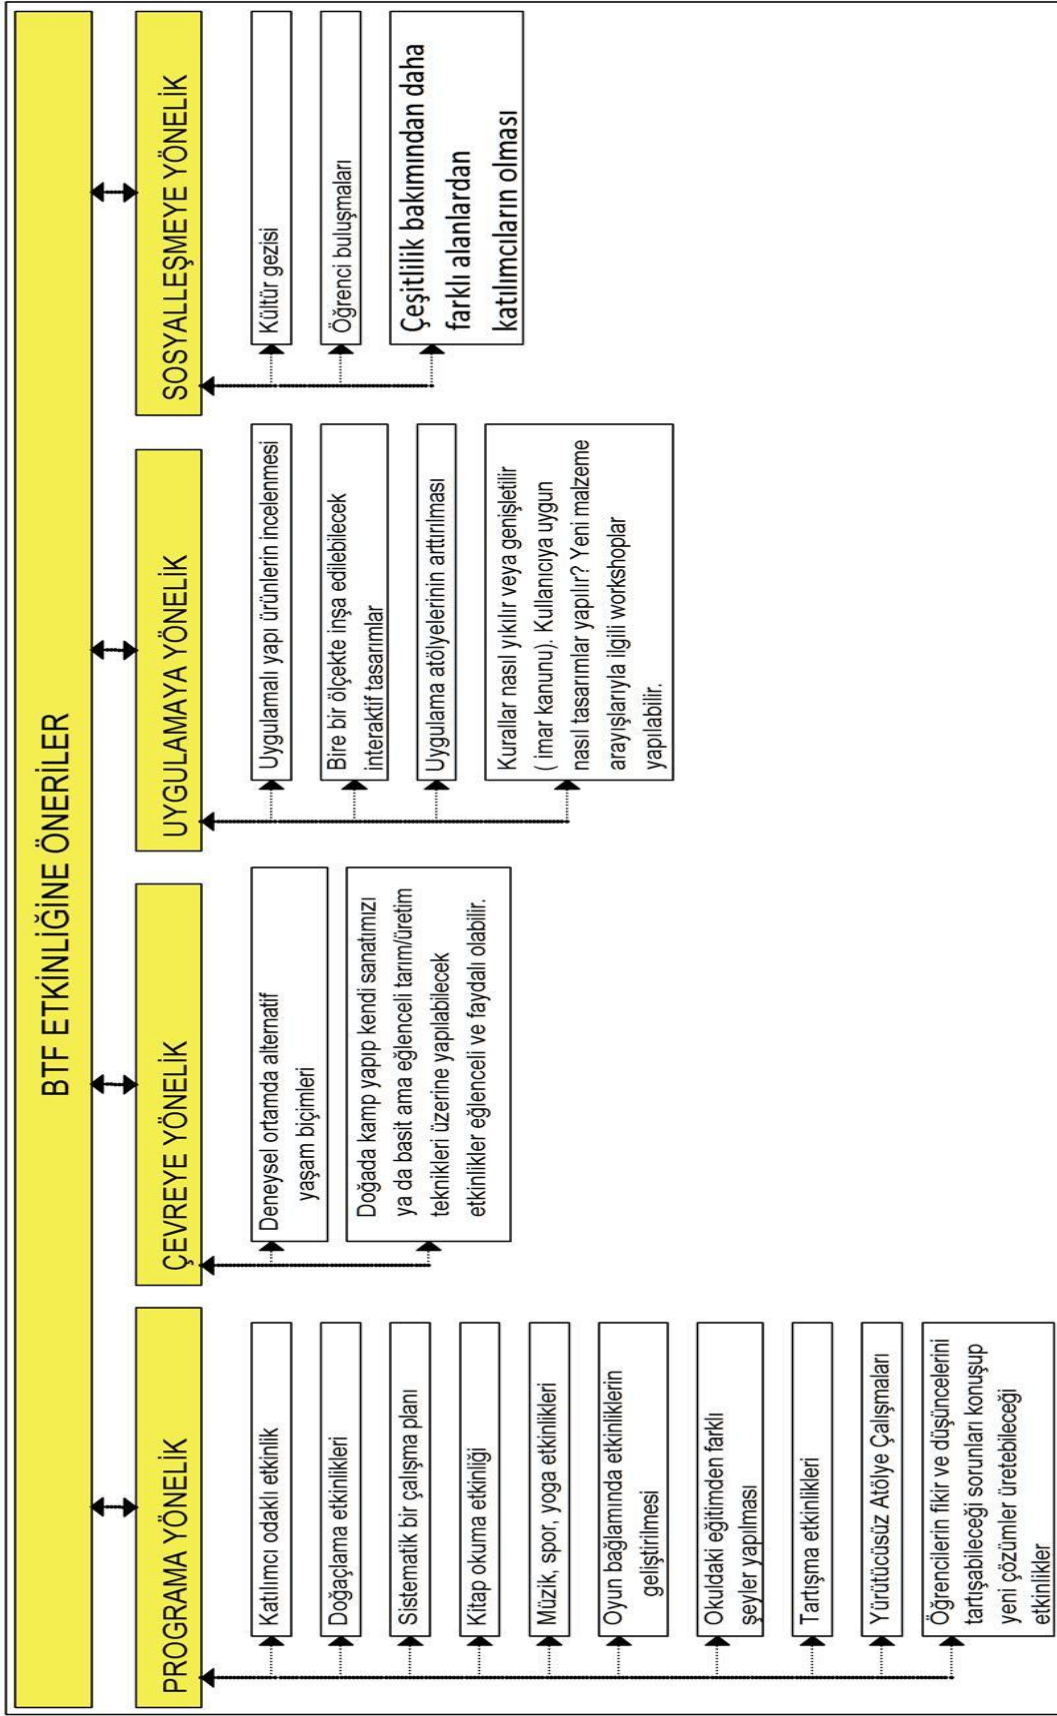 BTF ETKİNLİĞİNE ÖNERİLER
PROGRAMA YÖNELİK
Katılımcı odaklı etkinlik
Doğaçlama etkinlikleri
Sistematik bir çalışma planı
Kitap okuma etkinliği
Müzik, spor, yoga etkinlikleri
Oyun bağlamında etkinliklerin
geliştirilmesi
Okuldaki eğitimden farklı
şeyler yapılması
Tartışma etkinlikleri
Yürütücüsüz Atölye Çalışmaları
Öğrencilerin fikir ve düşüncelerini
tartışabileceği sorunları konuşup
yeni çözümler üretebileceği
etkinlikler
ÇEVREYE YÖNELİK
Deneysel ortamda alternatif
yaşam biçimleri
Doğada kamp yapıp kendi sanatımızı
ya da basit ama eğlenceli tarım/üretim
teknikleri üzerine yapılabilecek
etkinlikler eğlenceli ve faydalı olabilir.
UYGULAMAYA YÖNELİK
Uygulamalı yapı ürünlerin incelenmesi
Bire bir ölçekte inşa edilebilecek
interaktif tasarımlar
Uygulama atölyelerinin arttırılması
Kurallar nasıl yıkılır veya genişletilir
( imar kanunu). Kullanıcıya uygun
nasıl tasarımlar yapılır? Yeni malzeme
arayışlarıyla ilgili workshoplar
yapılabilir.
SOSYALLEŞMEYE YÖNELİK
Kültür gezisi
Öğrenci buluşmaları
Çeşitlilik bakımından daha
farklı alanlardan
katılımcıların olması